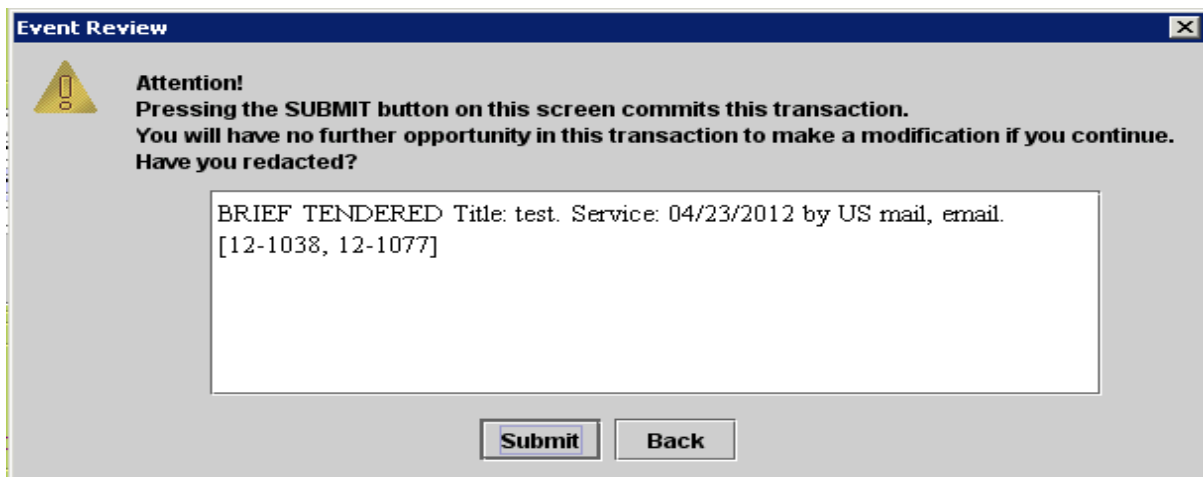 Event Review
Attention!
Pressing the SUBMIT button on this screen commits this transaction.
You will have no further opportunity in this transaction to make a modification if you continue.
Have you redacted?
BRIEF TENDERED Title: test. Service: 04/23/2012 by US mail, email.
[12-1038, 12-1077]
Submit Back